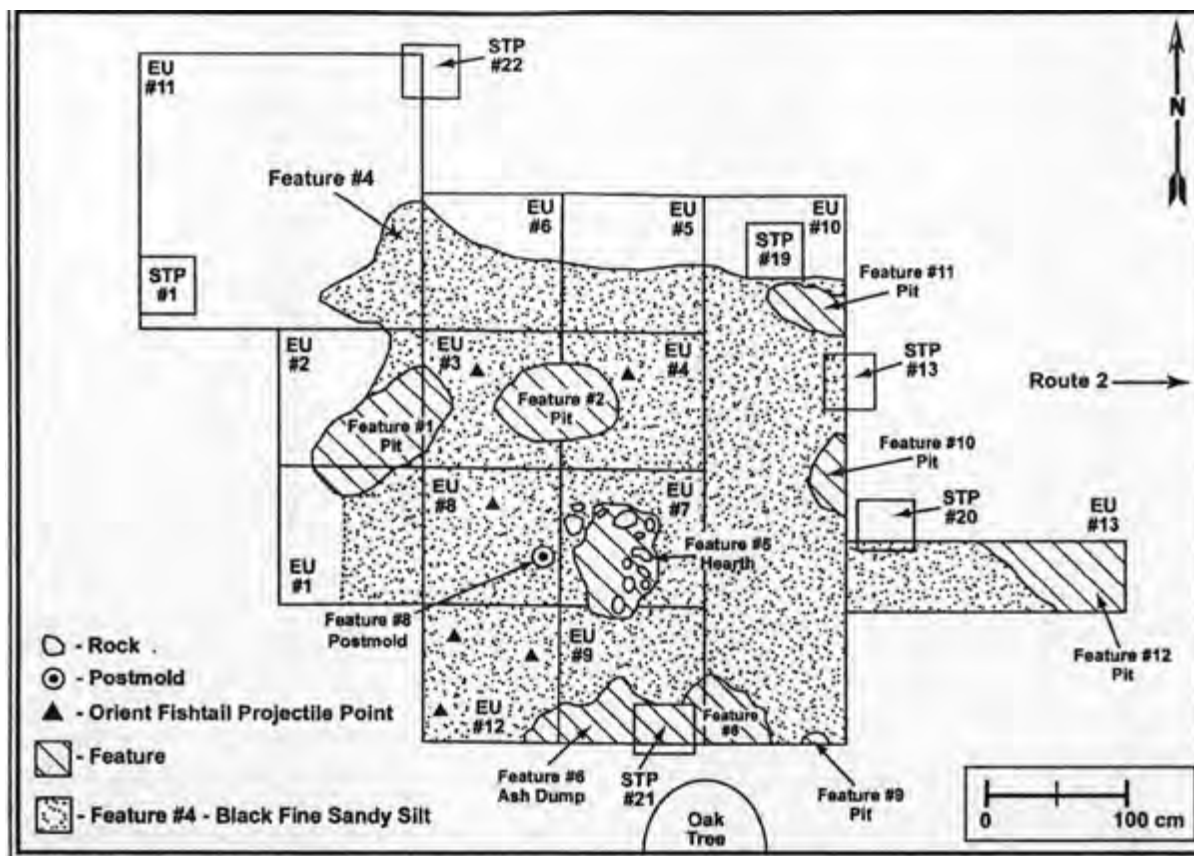 EU
#11
STP
#22
N
Feature #4
EU
#6
EU
#5
EU
#10
STP
#19
STP
#1
Feature #11
Pit
EU
#2
EU
#3
EU
#4
STP
#13
Route 2
Feature #2
Pit
Feature #1
Pit
Feature #10
Pit
EU
#8
EU
#7
STP
#20
EU
#13
Feature #5
Hearth
EU
#1
Feature #8
Postmold
EU
#9
- Rock
- Postmold
- Orient Fishtail Projectile Point
- Feature
- Feature #4 - Black Fine Sandy Silt
EU
#12
Feature
#6
Feature #12
Pit
Feature #6
Ash Dump
STP
#21
Feature #9
Pit
Oak
Tree
0 100 cm